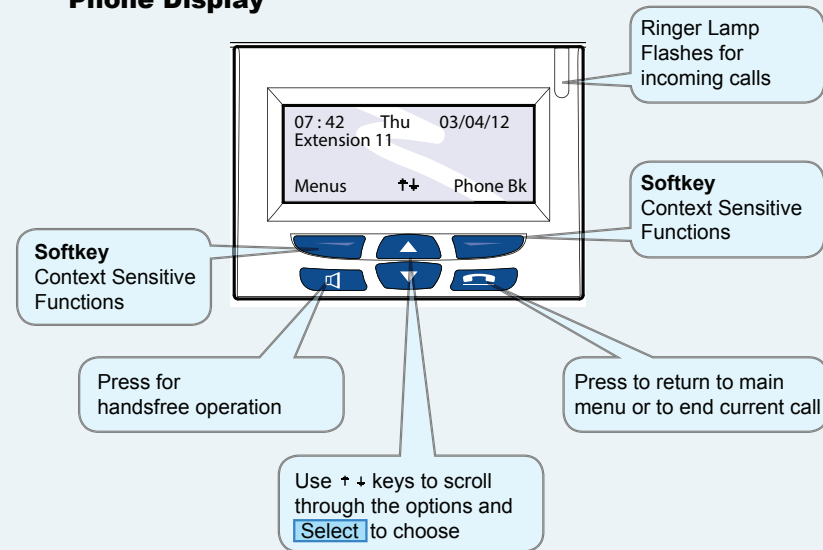 Phone Display
Ringer Lamp
Flashes for
incoming calls
07 : 42 Thu 03/04/12
Extension 11
Menus ↑↓ Phone Bk
Softkey
Context Sensitive
Functions
Softkey
Context Sensitive
Functions
Press for
handsfree operation
Press to return to main
menu or to end current call
Use ↑ ↓ keys to scroll
through the options and
Select to choose